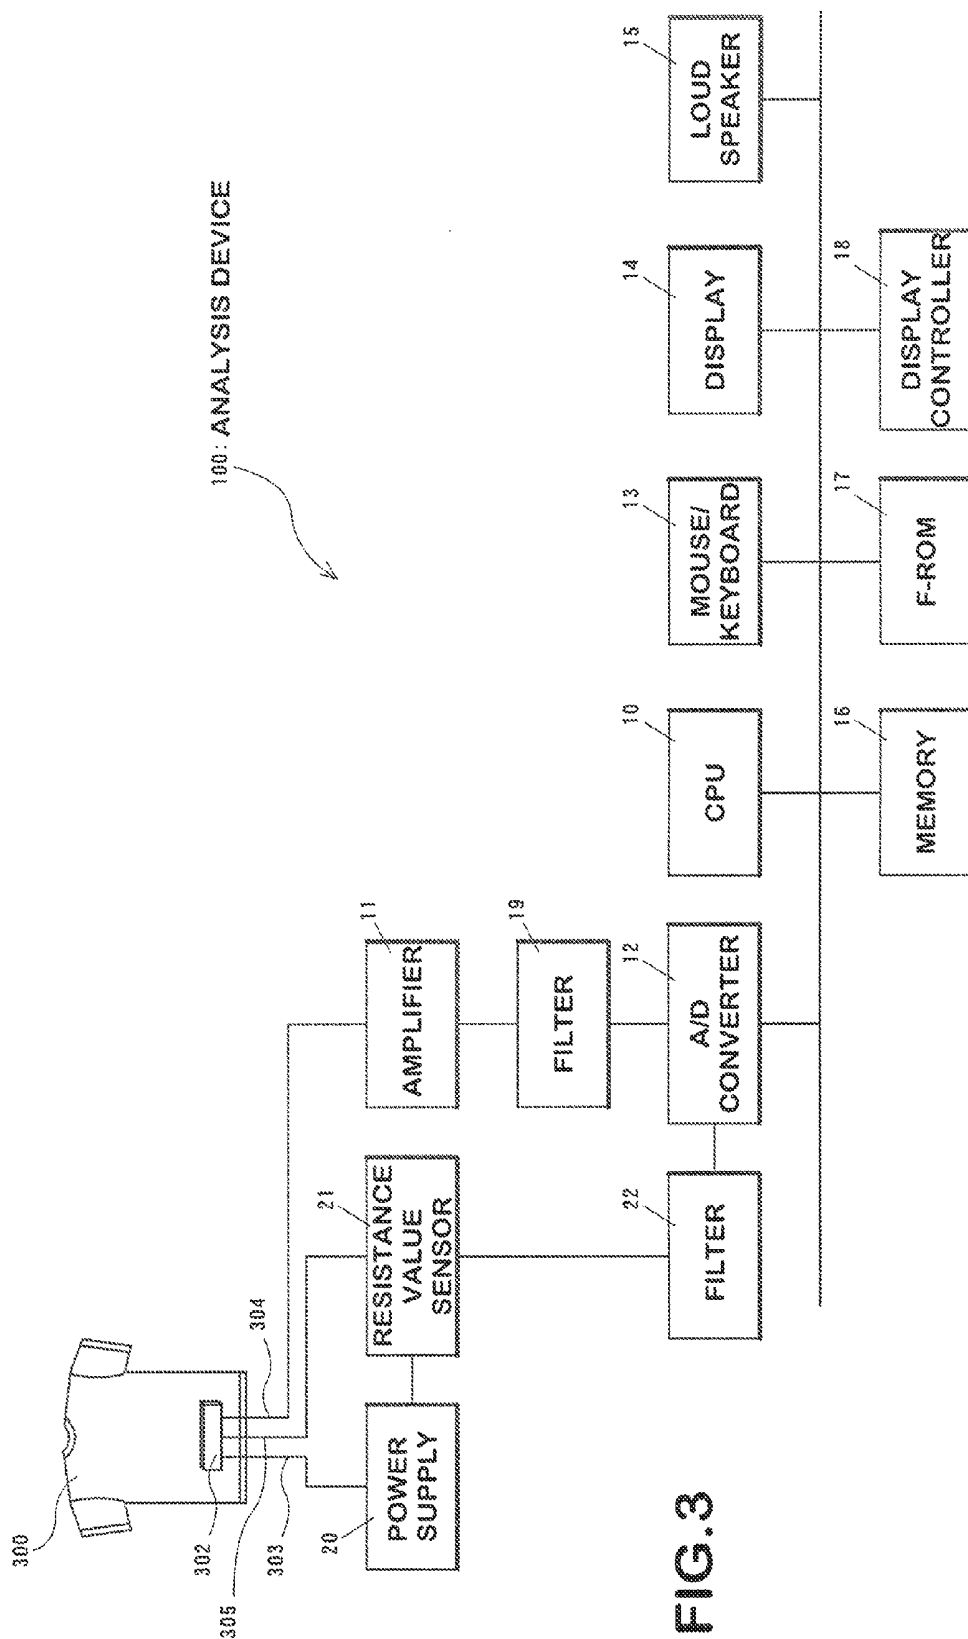 100: ANALYSIS DEVICE
300
302
305
303
304
20
POWER
SUPPLY
21
RESISTANCE
VALUE
SENSOR
11
AMPLIFIER
19
FILTER
22
FILTER
12
A/D
CONVERTER
10
CPU
13
MOUSE/
KEYBOARD
14
DISPLAY
15
LOUD
SPEAKER
16
MEMORY
17
F-ROM
18
DISPLAY
CONTROLLER
FIG.3